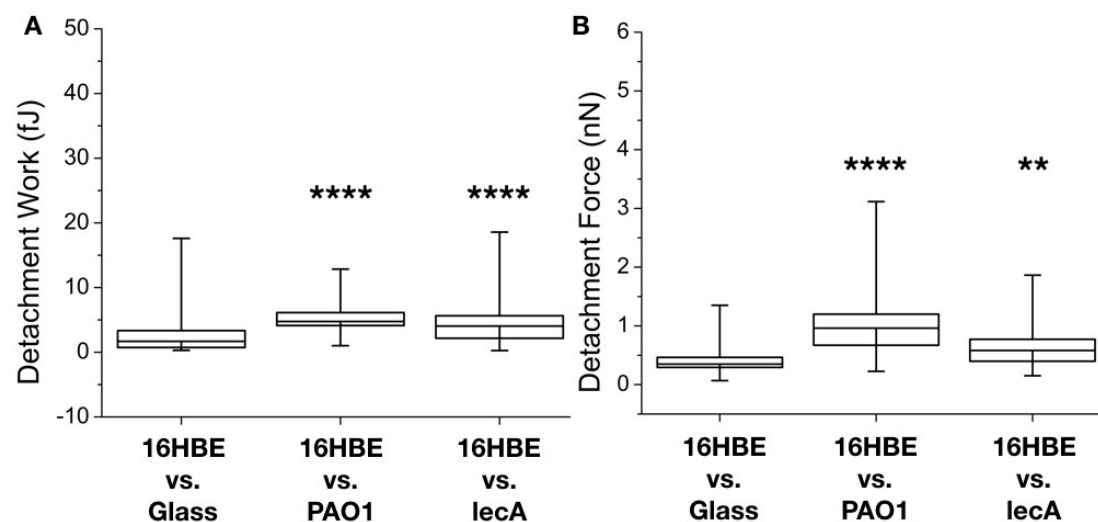 A
Detachment Work (fJ)
50
40
30
20
10
0
-10
****
****
16HBE
vs.
Glass
16HBE
vs.
PAO1
16HBE
vs.
lecA
B
Detachment Force (nN)
6
5
4
3
2
1
0
****
**
16HBE
vs.
Glass
16HBE
vs.
PAO1
16HBE
vs.
lecA